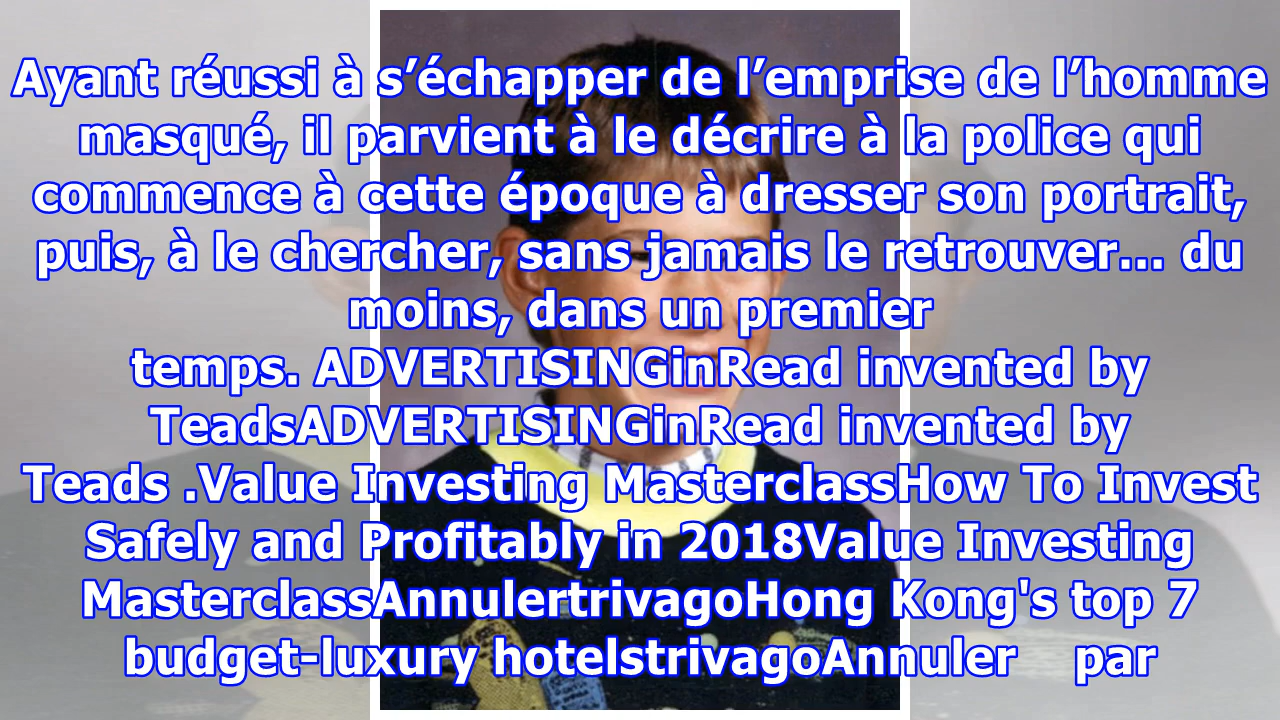 Ayant réussi à s’échapper de l’emprise de l’homme
masqué, il parvient à le décrire à la police qui
commence à cette époque à dresser son portrait,
puis, à le chercher, sans jamais le retrouver... du
moins, dans un premier
temps. ADVERTISINGinRead invented by
TeadsADVERTISINGinRead invented by
Teads .Value Investing MasterclassHow To Invest
Safely and Profitably in 2018Value Investing
MasterclassAnnulertrivagoHong Kong's top 7
budget-luxury hotelstrivagoAnnuler    par